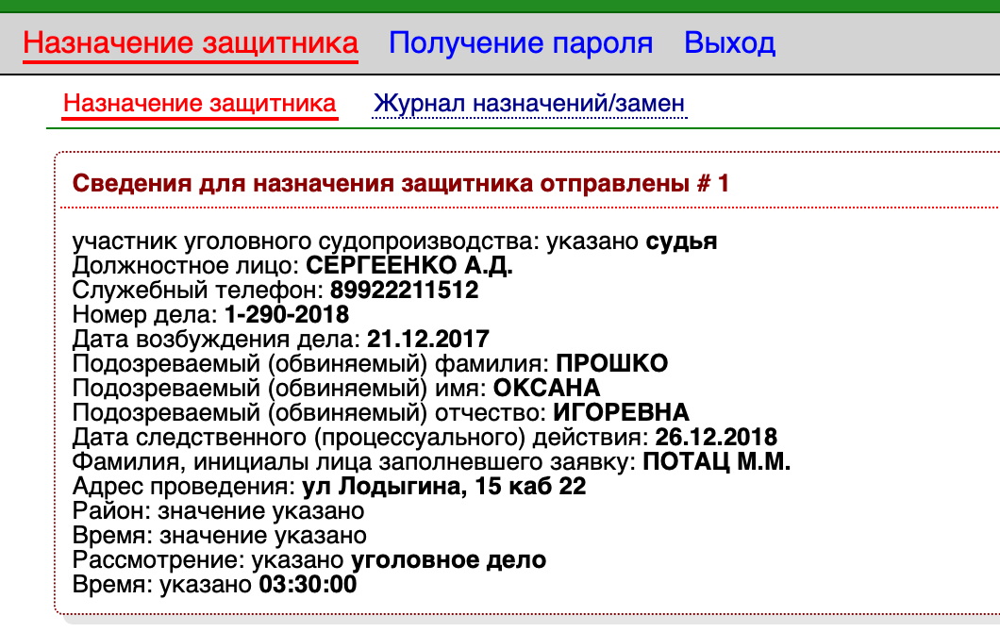 Назначение защитника Получение пароля Выход
Назначение защитника Журнал назначений/замен
Сведения для назначения защитника отправлены # 1
участник уголовного судопроизводства: указано судья
Должностное лицо: СЕРГЕЕНКО А.Д.
Служебный телефон: 89922211512
Номер дела: 1-290-2018
Дата возбуждения дела: 21.12.2017
Подозреваемый (обвиняемый) фамилия: ПРОШКО
Подозреваемый (обвиняемый) имя: ОКСАНА
Подозреваемый (обвиняемый) отчество: ИГОРЕВНА
Дата следственного (процессуального) действия: 26.12.2018
Фамилия, инициалы лица заполневшего заявку: ПОТАЦ М.М.
Адрес проведения: ул Лодыгина, 15 каб 22
Район: значение указано
Время: значение указано
Рассмотрение: указано уголовное дело
Время: указано 03:30:00